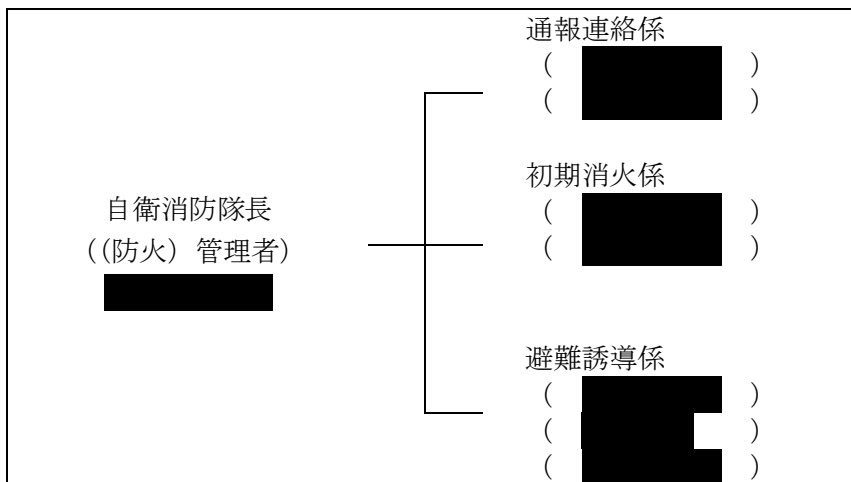 通報連絡係
（ ）
（ ）
初期消火係
（ ）
（ ）
自衛消防隊長
（（防火）管理者）
避難誘導係
（ ）
（ ）
（ ）